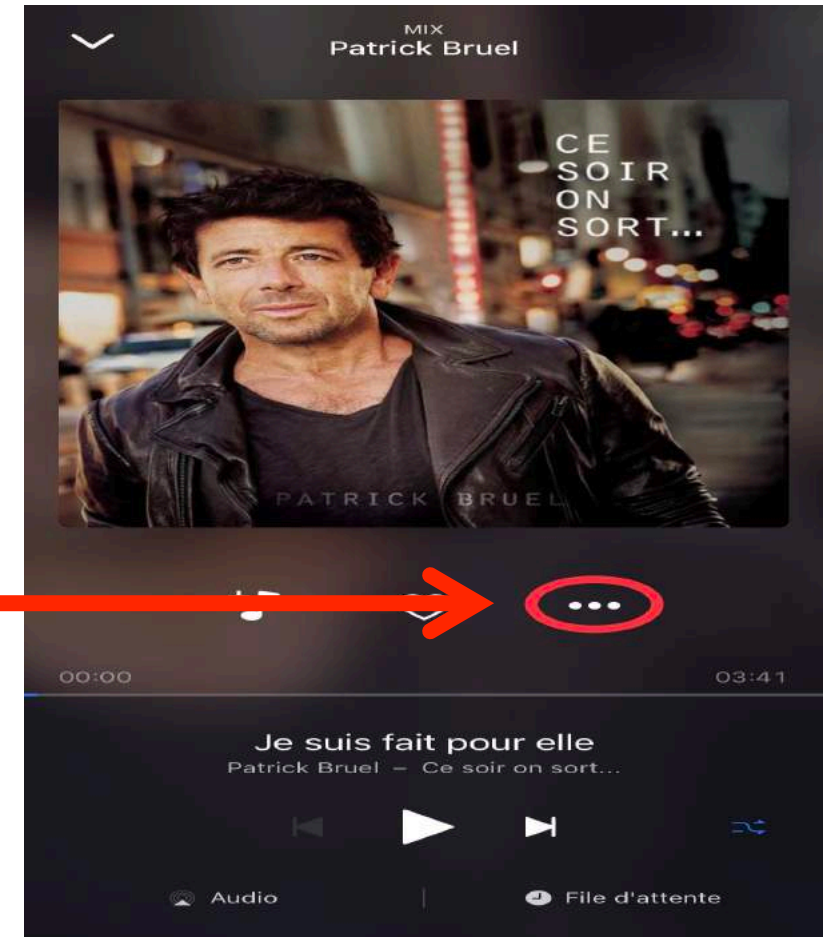 MIX
Patrick Bruel
CE
SOIR
ON
SORT...
PATRICK BRUEL
00:00
03:41
Je suis fait pour elle
Patrick Bruel – Ce soir on sort...
Audio
File d'attente